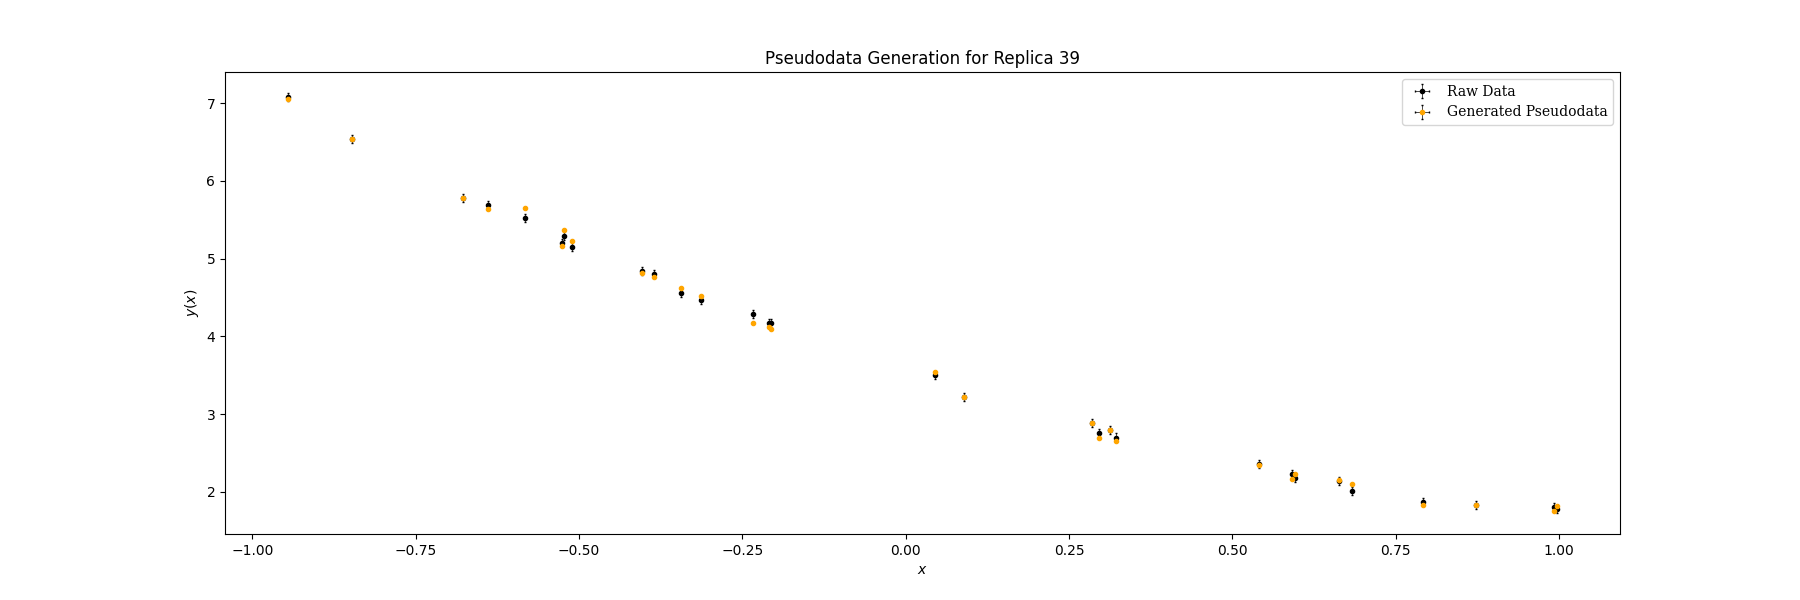 Pseudodata Generation for Replica 39
Raw Data
Generated Pseudodata
y(x)
7
6
5
4
3
2
−1.00 −0.75 −0.50 −0.25 0.00 0.25 0.50 0.75 1.00
x